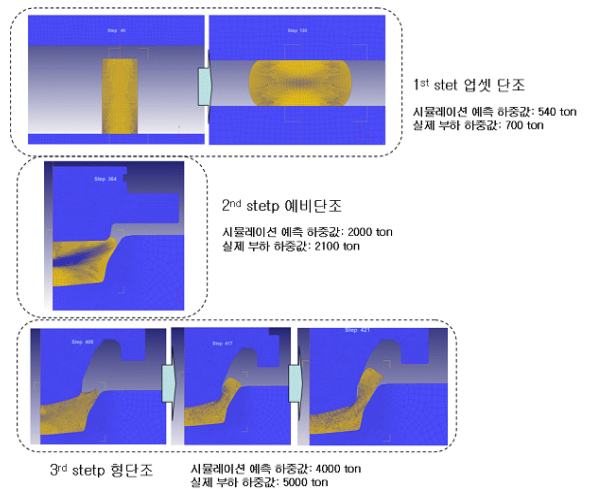 Step 46
1st stet 업셋 단조
시뮬레이션 예측 하중값: 540 ton
실제 부하 하중값: 700 ton
2nd stetp 예비단조
시뮬레이션 예측 하중값: 2000 ton
실제 부하 하중값: 2100 ton
Step 364
Step 417
Step 421
3rd stetp 형단조
시뮬레이션 예측 하중값: 4000 ton
실제 부하 하중값: 5000 ton